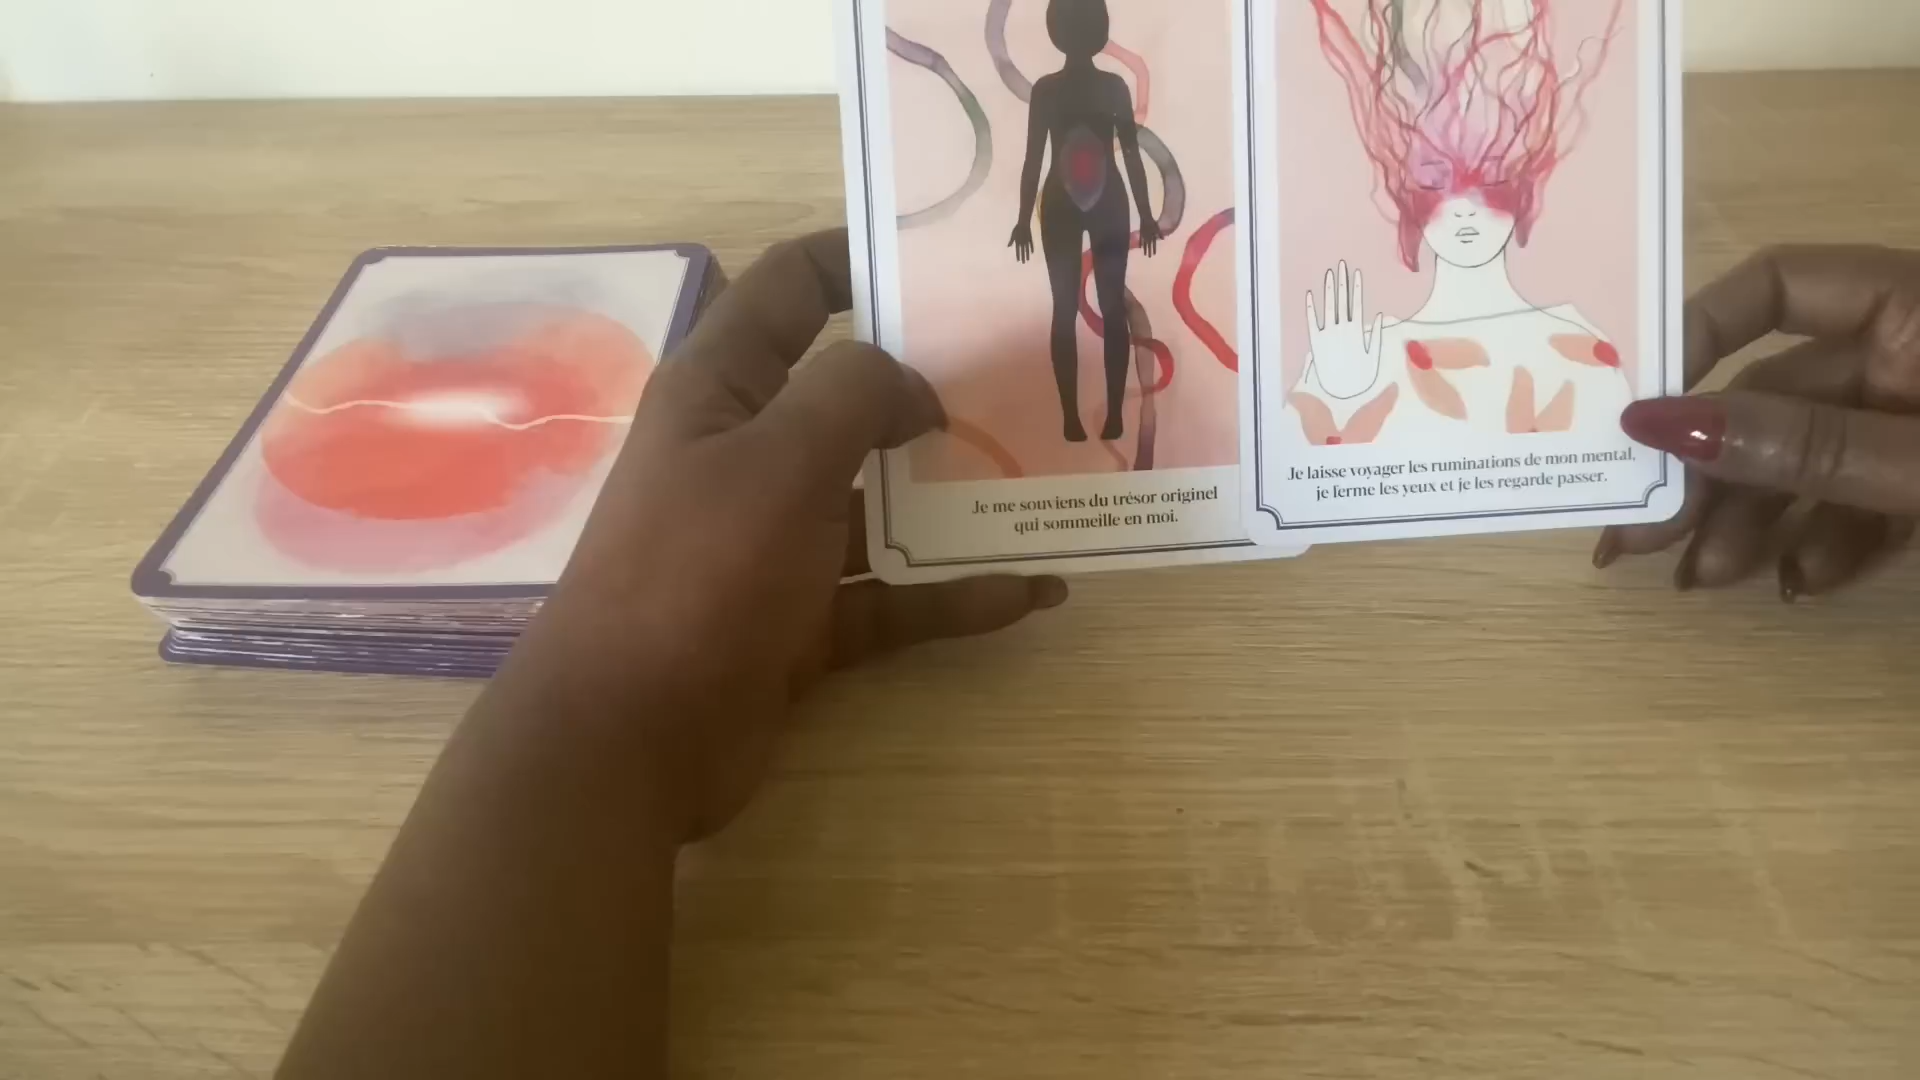 Je me souviens du trésor originel
qui sommeille en moi.
Je laisse voyager les ruminations de mon mental,
je ferme les yeux et je les regarde passer.